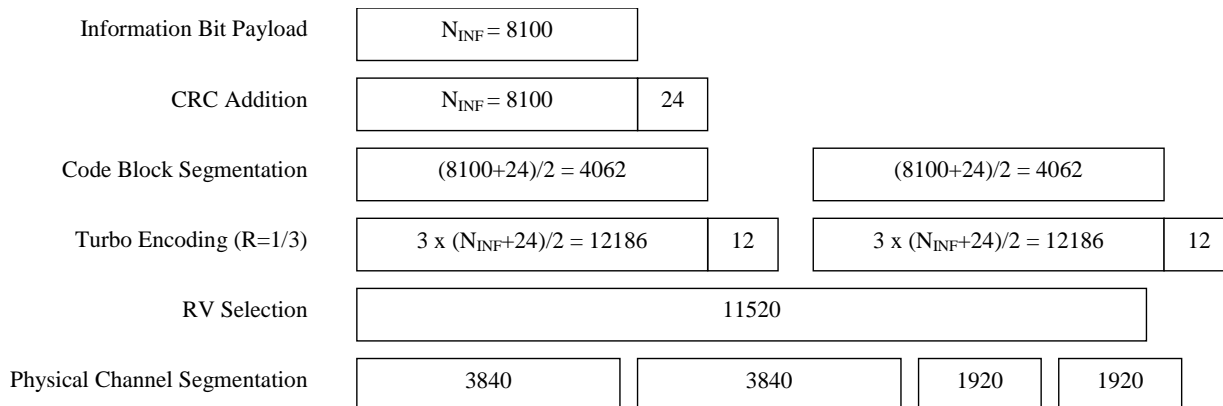 Information Bit Payload N_INF = 8100
CRC Addition N_INF = 8100 24
Code Block Segmentation (8100+24)/2 = 4062 (8100+24)/2 = 4062
Turbo Encoding (R=1/3) 3 x (N_INF+24)/2 = 12186 12 3 x (N_INF+24)/2 = 12186 12
RV Selection 11520
Physical Channel Segmentation 3840 3840 1920 1920